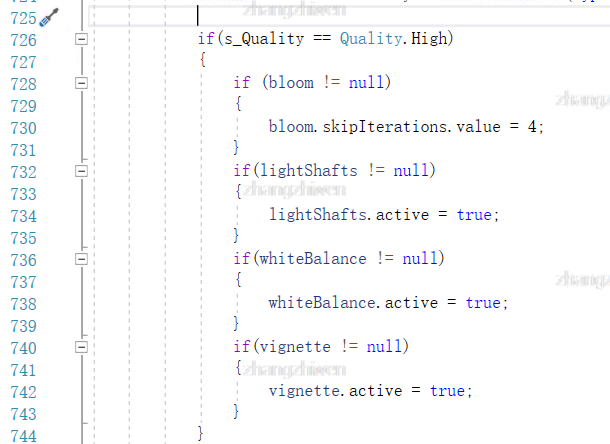 725
726 if(s_Quality == Quality.High)
727 {
728 if (bloom != null)
729 {
730 bloom.skipIterations.value = 4;
731 }
732 if(lightShafts != null)
733 {
734 lightShafts.active = true;
735 }
736 if(whiteBalance != null)
737 {
738 whiteBalance.active = true;
739 }
740 if(vignette != null)
741 {
742 vignette.active = true;
743 }
744 }